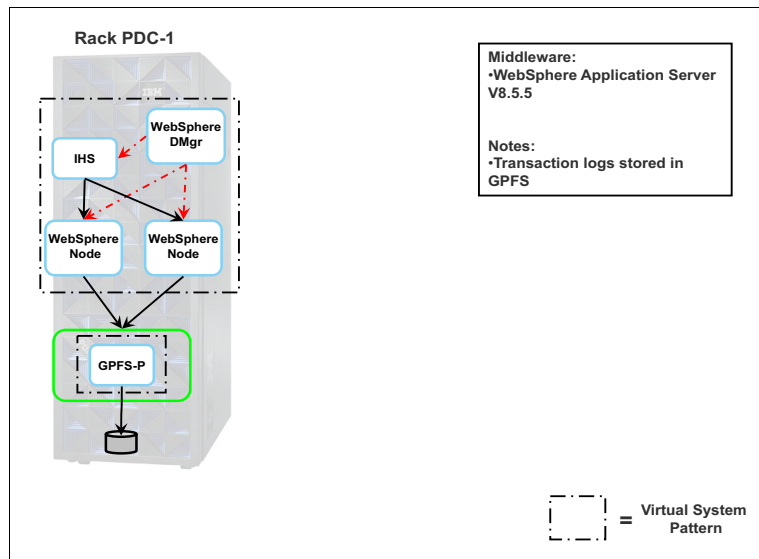 Rack PDC-1
IBM
WebSphere
DMgr
IHS
WebSphere
Node
WebSphere
Node
GPFS-P
Middleware:
•WebSphere Application Server
V8.5.5
Notes:
•Transaction logs stored in
GPFS
= Virtual System
Pattern